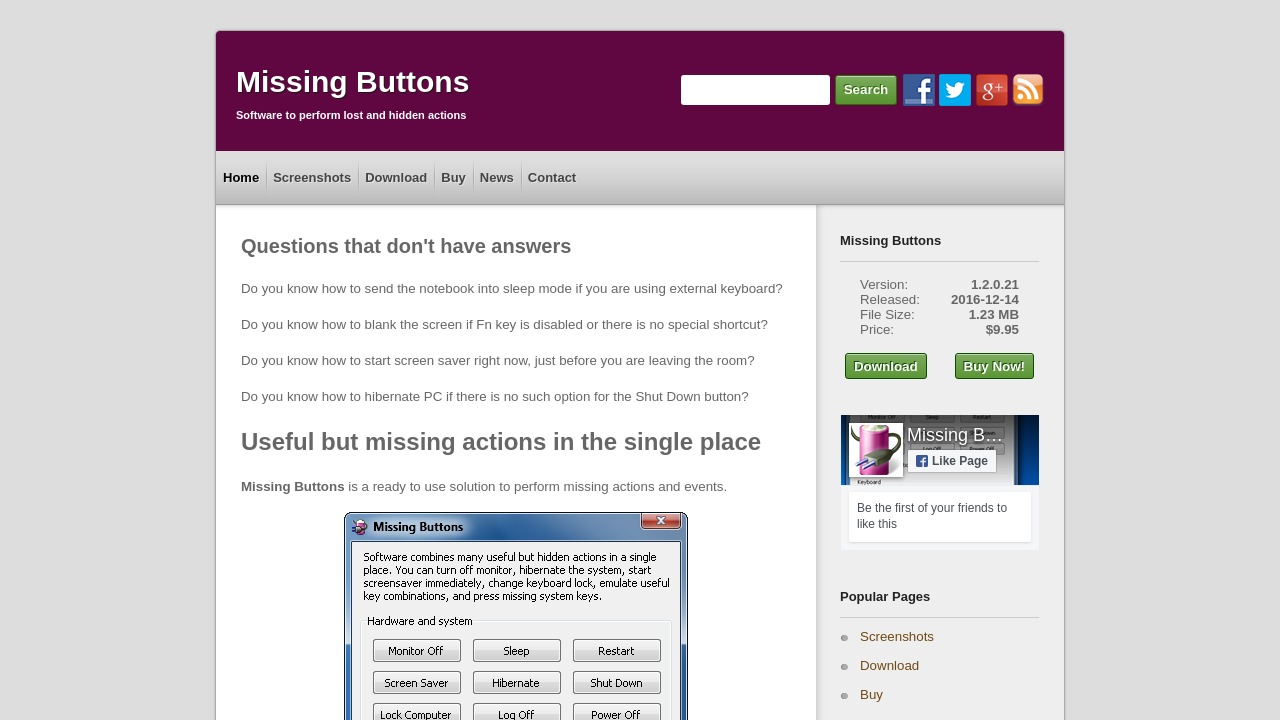 Missing Buttons
Software to perform lost and hidden actions
Search
Home
Screenshots
Download
Buy
News
Contact
Questions that don't have answers
Do you know how to send the notebook into sleep mode if you are using external keyboard?
Do you know how to blank the screen if Fn key is disabled or there is no special shortcut?
Do you know how to start screen saver right now, just before you are leaving the room?
Do you know how to hibernate PC if there is no such option for the Shut Down button?
Useful but missing actions in the single place
Missing Buttons is a ready to use solution to perform missing actions and events.
Missing Buttons
Software combines many useful but hidden actions in a single
place. You can turn off monitor, hibernate the system, start
screensaver immediately, change keyboard lock, emulate useful
key combinations, and press missing system keys.
Hardware and system
Monitor Off
Sleep
Restart
Screen Saver
Hibernate
Shut Down
Lock Computer
Log Off
Power Off
Missing Buttons
Version: 1.2.0.21
Released: 2016-12-14
File Size: 1.23 MB
Price: $9.95
Download
Buy Now!
Missing B…
Like Page
Keyboard
Be the first of your friends to
like this
Popular Pages
Screenshots
Download
Buy